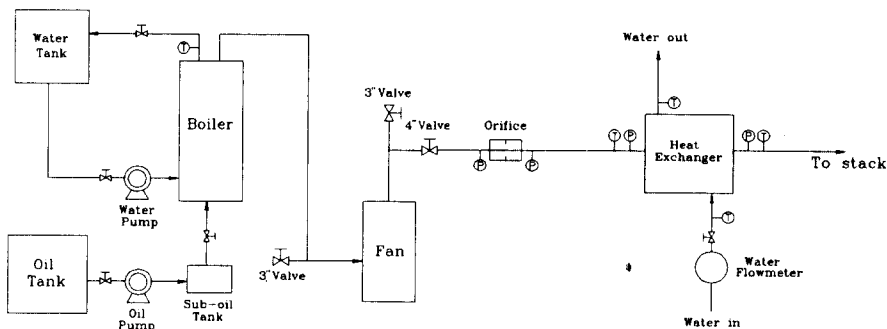 Water
Tank
T
Boiler
Water
Pump
Oil
Tank
Oil
Pump
Sub-oil
Tank
3" Valve
Fan
3" Valve
4" Valve
Orifice
P
P
T
P
Water out
T
Heat
Exchanger
P
T
To stack
T
Water
Flowmeter
Water in